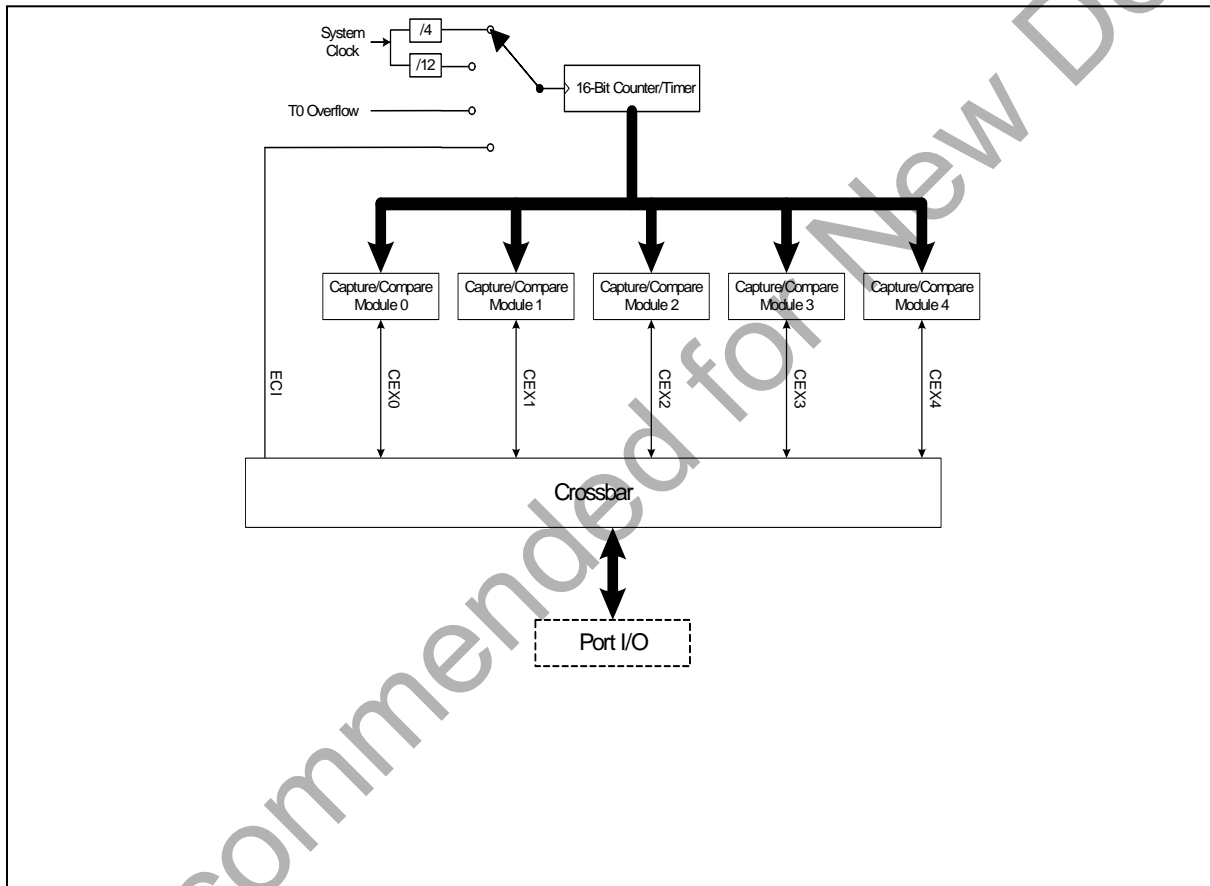 System
Clock
/4
/12
16-Bit Counter/Timer
T0 Overflow
Capture/Compare
Module 0
Capture/Compare
Module 1
Capture/Compare
Module 2
Capture/Compare
Module 3
Capture/Compare
Module 4
ECI
CEX0
CEX1
CEX2
CEX3
CEX4
Crossbar
Port I/O
commended for New De